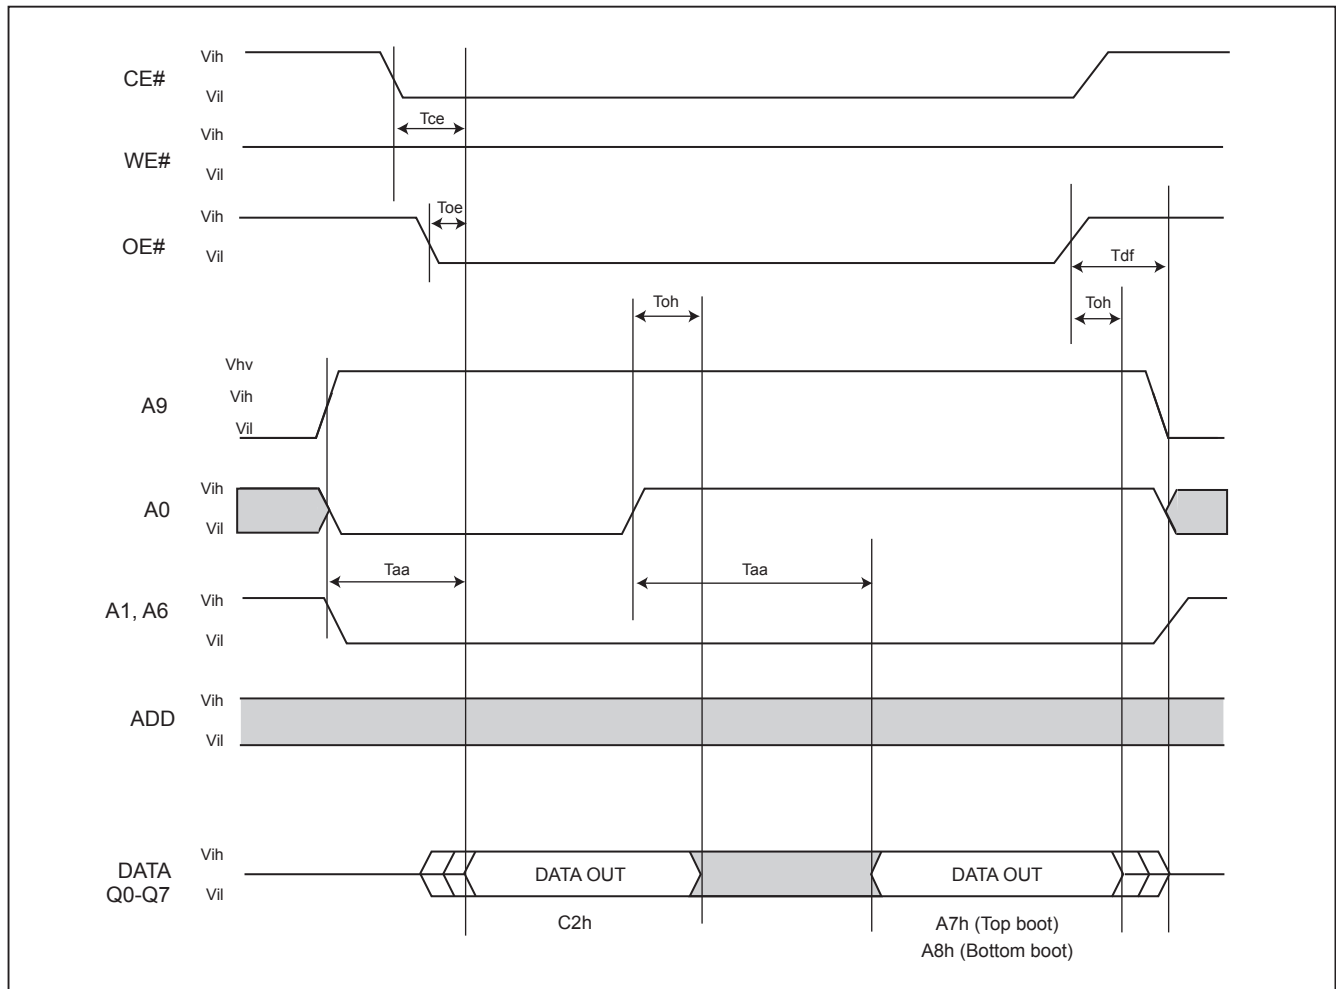 Vih
CE#
Vil
Tce
Vih
WE#
Vil
Toe
Vih
OE#
Vil
Tdf
Toh
Toh
Vhv
Vih
A9
Vil
Vih
A0
Vil
Taa
Taa
Vih
A1, A6
Vil
Vih
ADD
Vil
Vih
DATA
Q0-Q7
Vil
DATA OUT
DATA OUT
C2h
A7h (Top boot)
A8h (Bottom boot)